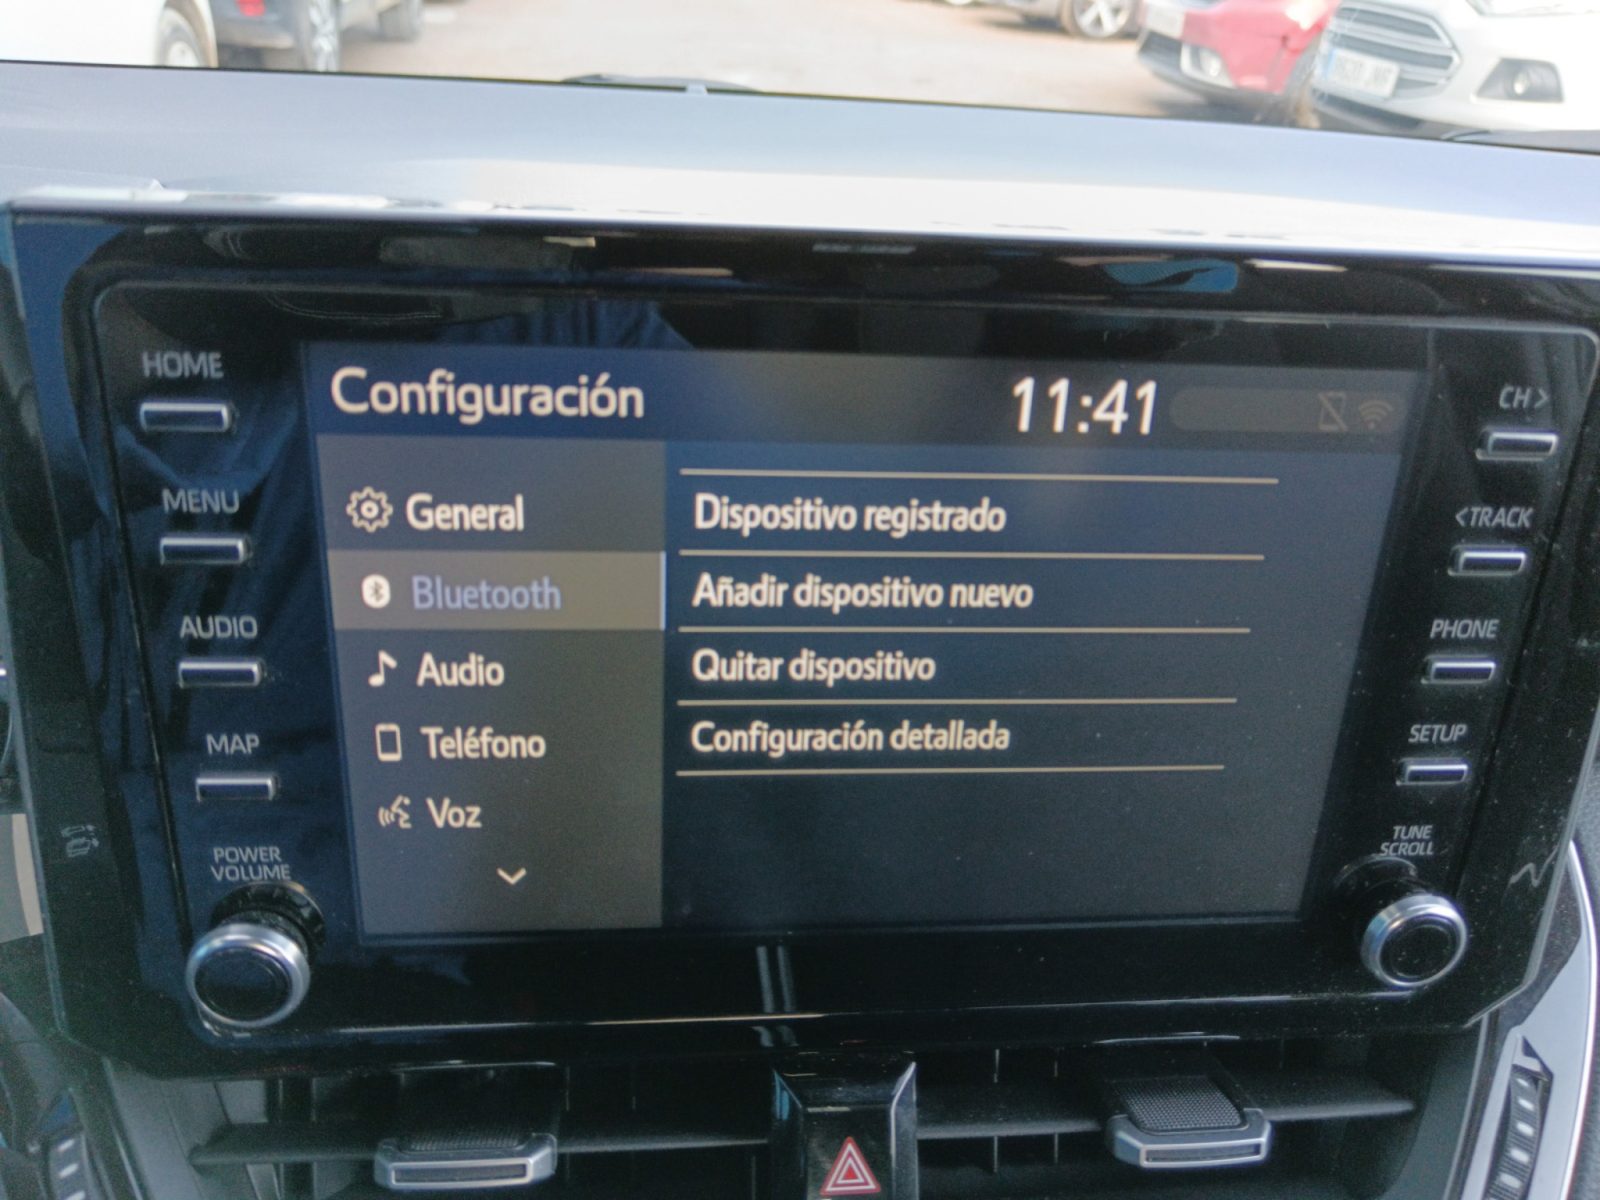 HOME
MENU
AUDIO
MAP
POWER
VOLUME
Configuración
11:41
General
Bluetooth
Audio
Teléfono
Voz
Dispositivo registrado
Añadir dispositivo nuevo
Quitar dispositivo
Configuración detallada
CH>
<TRACK
PHONE
SETUP
TUNE
SCROLL